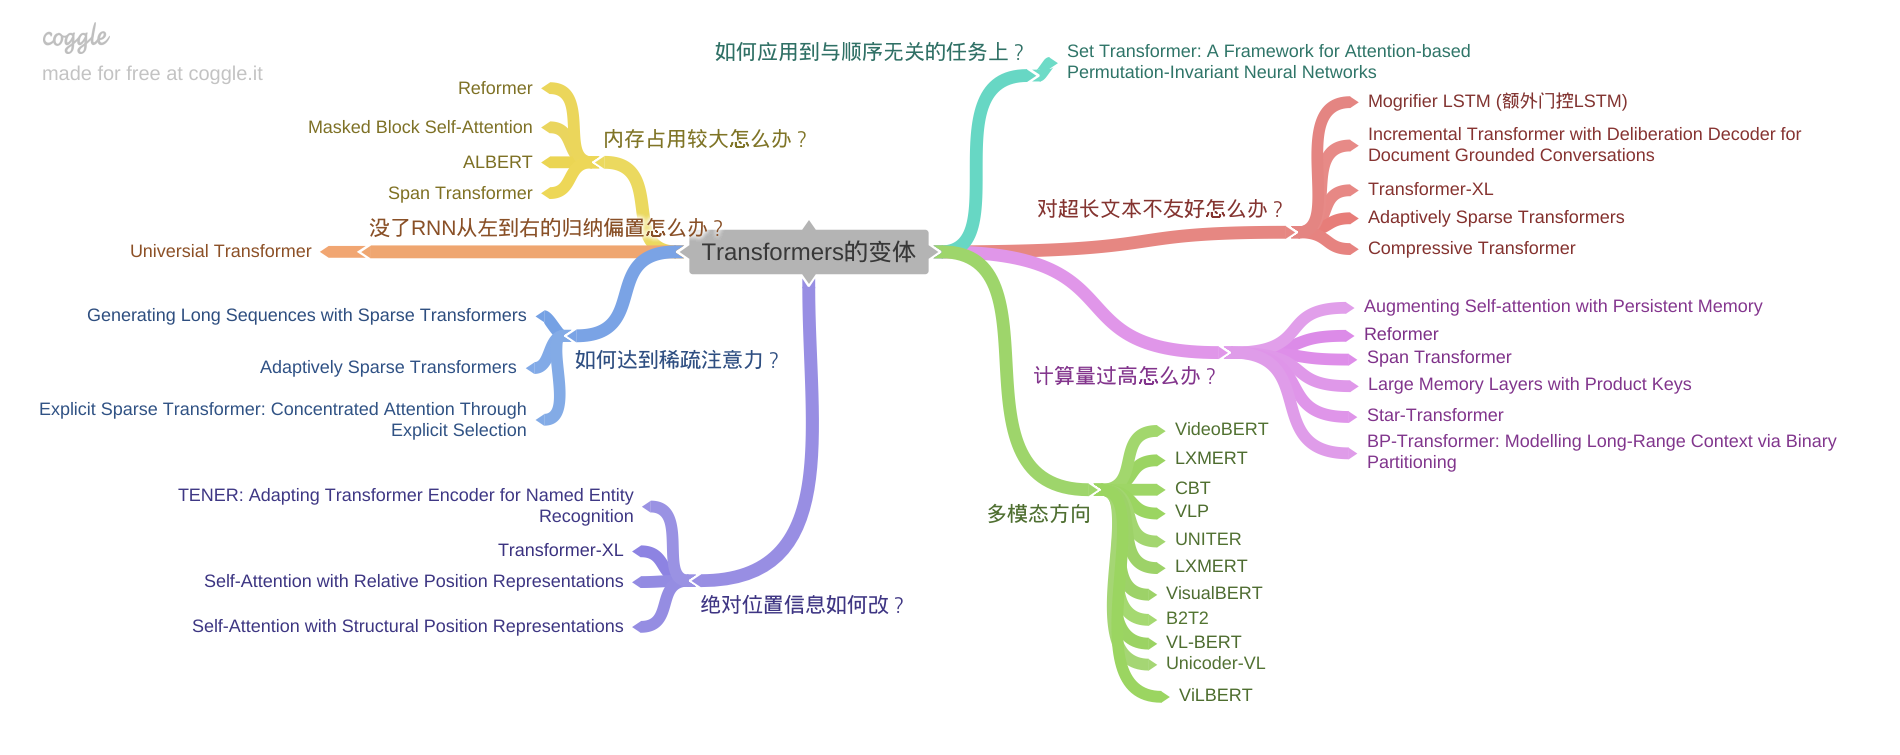 coggle
made for free at coggle.it
Transformers的变体
内存占用较大怎么办？
Reformer
Masked Block Self-Attention
ALBERT
Span Transformer
没了RNN从左到右的归纳偏置怎么办？
Universial Transformer
如何达到稀疏注意力？
Generating Long Sequences with Sparse Transformers
Adaptively Sparse Transformers
Explicit Sparse Transformer: Concentrated Attention Through
Explicit Selection
绝对位置信息如何改？
TENER: Adapting Transformer Encoder for Named Entity
Recognition
Transformer-XL
Self-Attention with Relative Position Representations
Self-Attention with Structural Position Representations
如何应用到与顺序无关的任务上？
Set Transformer: A Framework for Attention-based
Permutation-Invariant Neural Networks
对超长文本不友好怎么办？
Mogrifier LSTM (额外门控LSTM)
Incremental Transformer with Deliberation Decoder for
Document Grounded Conversations
Transformer-XL
Adaptively Sparse Transformers
Compressive Transformer
计算量过高怎么办？
Augmenting Self-attention with Persistent Memory
Reformer
Span Transformer
Large Memory Layers with Product Keys
Star-Transformer
BP-Transformer: Modelling Long-Range Context via Binary
Partitioning
多模态方向
VideoBERT
LXMERT
CBT
VLP
UNITER
LXMERT
VisualBERT
B2T2
VL-BERT
Unicoder-VL
ViLBERT